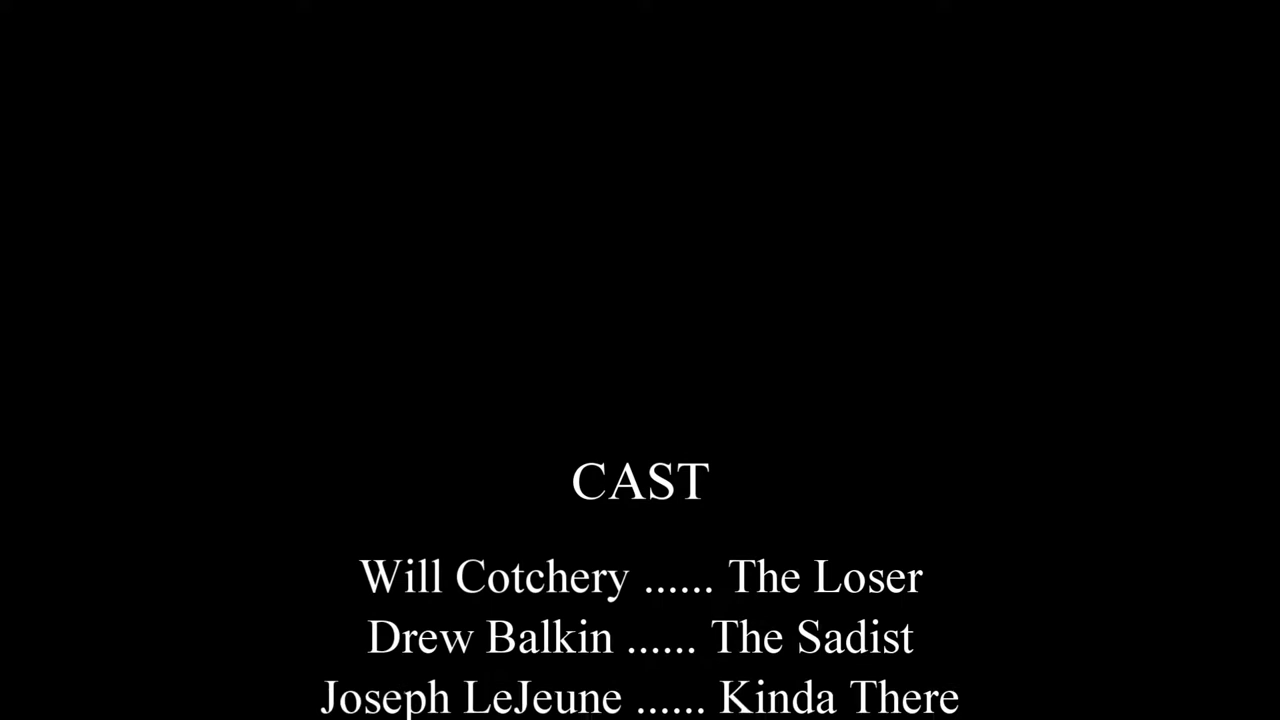 CAST
Will Cotchery ...... The Loser
Drew Balkin ...... The Sadist
Joseph LeJeune ...... Kinda There